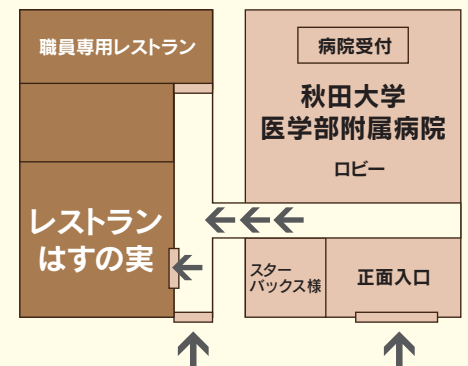 職員専用レストラン
病院受付
秋田大学
医学部附属病院
ロビー
レストラン
はすの実
スター
バックス様
正面入口